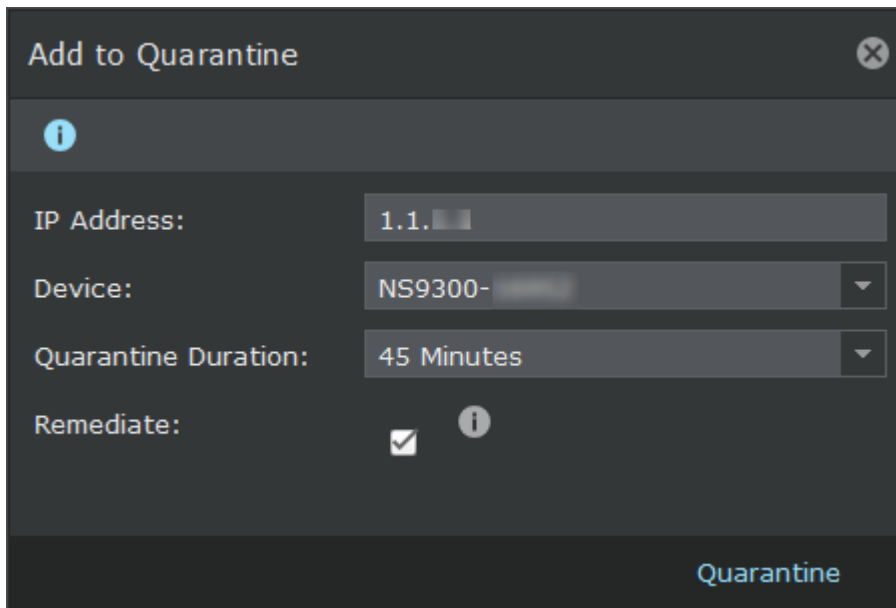 Add to Quarantine
IP Address: 1.1.
Device: NS9300-
Quarantine Duration: 45 Minutes
Remediate:
Quarantine